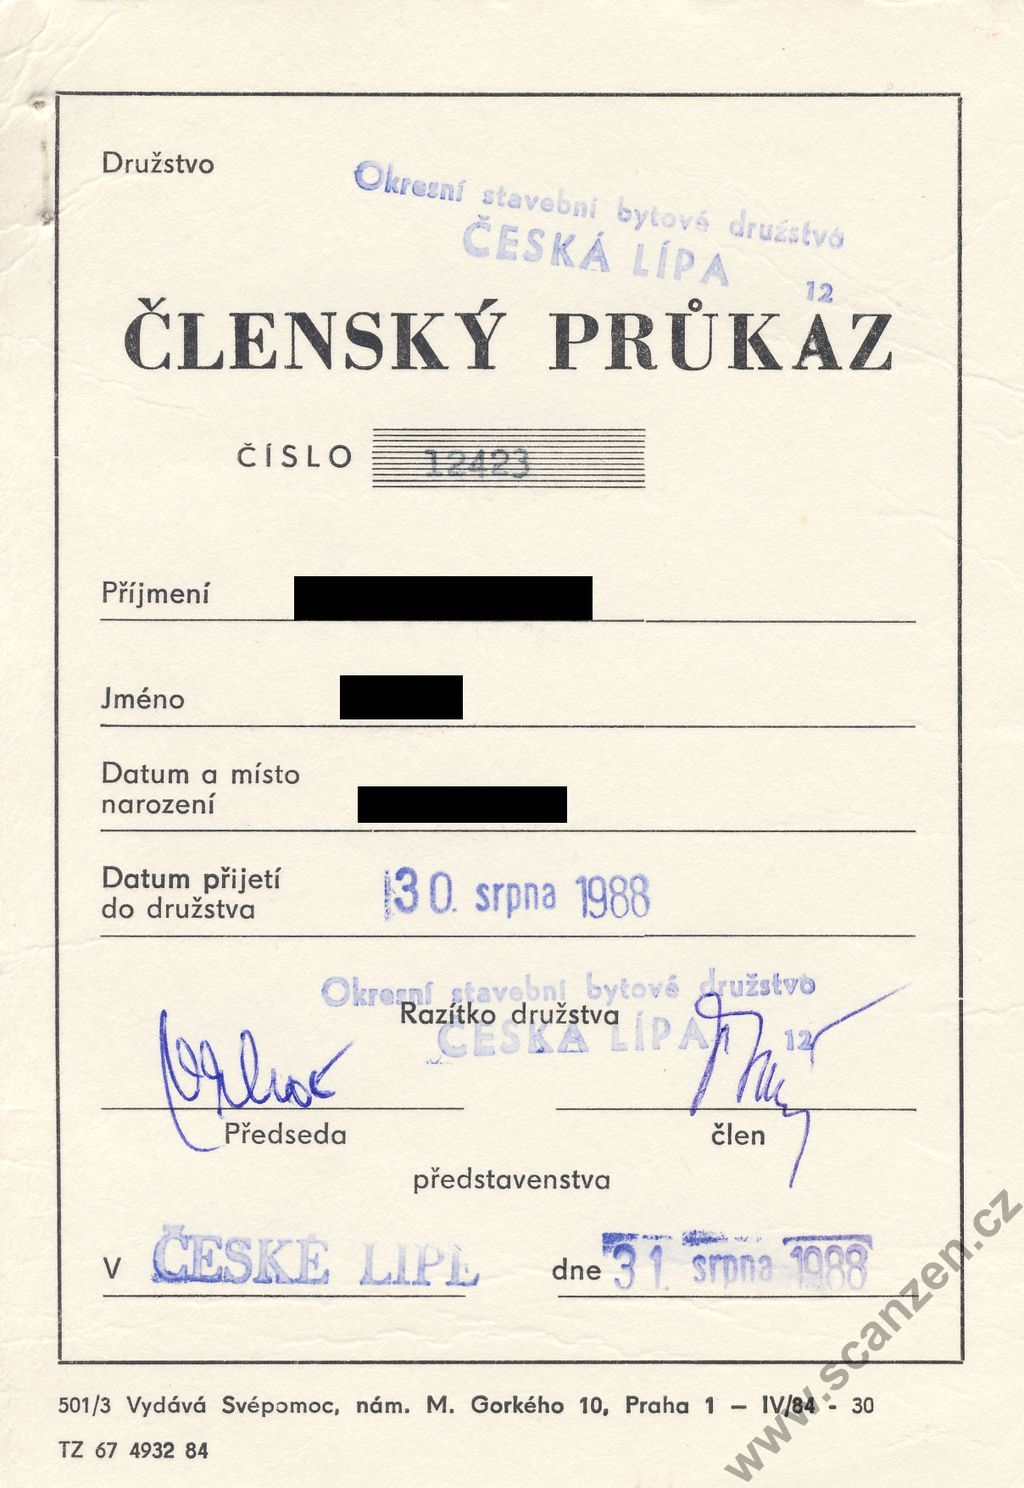 Družstvo
Okresní stavební bytové družstvo
ČESKÁ LÍPA 12
ČLENSKÝ PRŮKAZ
ČÍSLO 12423
Příjmení
Jméno
Datum a místo
narození
Datum přijetí
do družstva
30. srpna 1988
Okresní stavební bytové družstvo
Razítko družstva
ČESKÁ LÍPA 12
Předseda
člen
představenstva
V ČESKÉ LÍPĚ dne 31. srpna 1988
501/3 Vydává Svépomoc, nám. M. Gorkého 10, Praha 1 – IV/84 - 30
TZ 67 4932 84
www.scanzen.cz